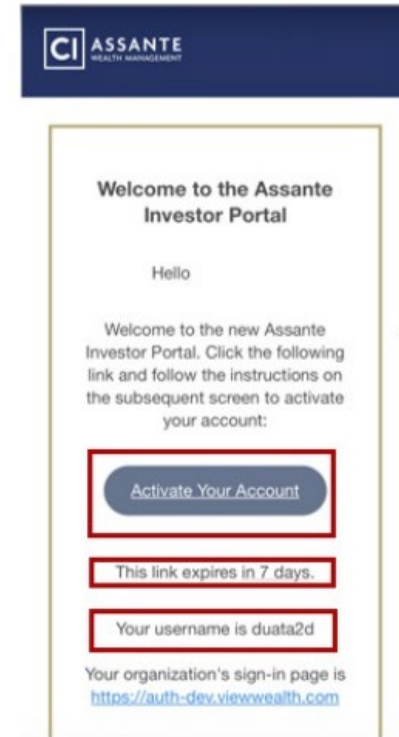 CI ASSANTE
WEALTH MANAGEMENT
Welcome to the Assante
Investor Portal
Hello
Welcome to the new Assante
Investor Portal. Click the following
link and follow the instructions on
the subsequent screen to activate
your account:
Activate Your Account
This link expires in 7 days.
Your username is duata2d
Your organization's sign-in page is
https://auth-dev.viewwealth.com